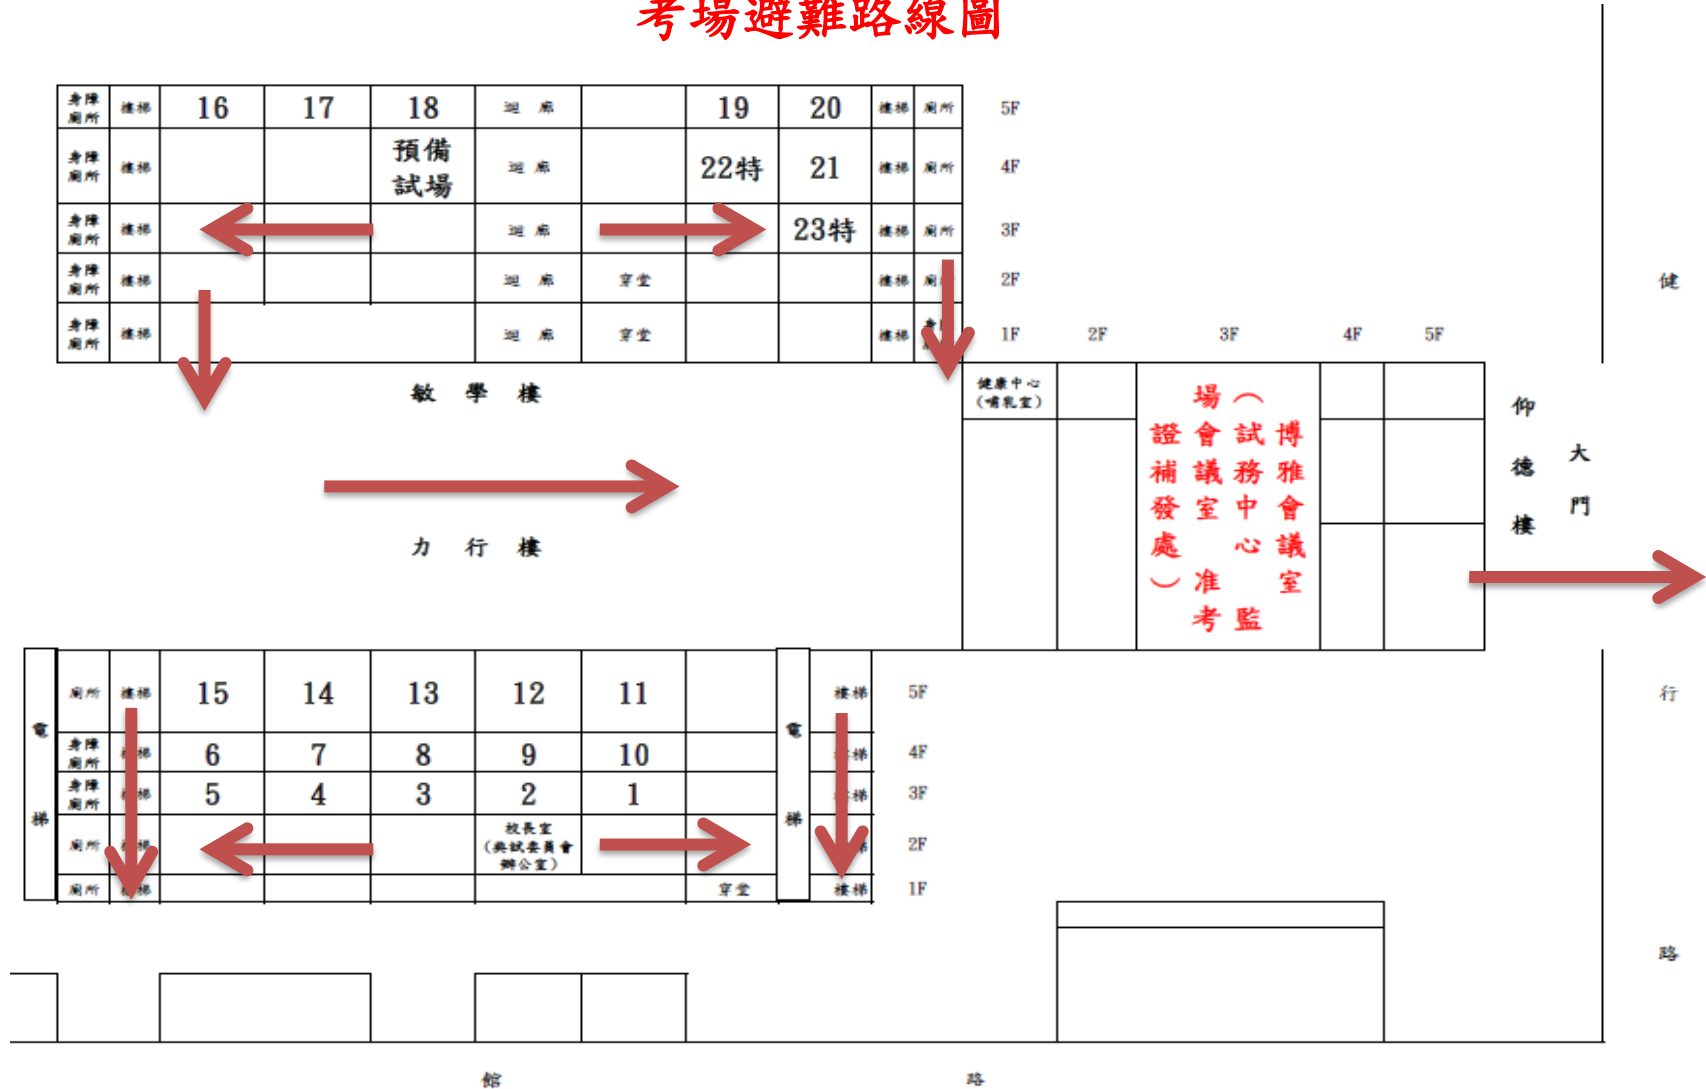 考場避難路線圖
身障廁所 樓梯 16 17 18 迴廊 19 20 樓梯 廁所 5F
身障廁所 樓梯 預備試場 迴廊 22特 21 樓梯 廁所 4F
身障廁所 樓梯 迴廊 23特 樓梯 廁所 3F
身障廁所 樓梯 迴廊 穿堂 樓梯 廁所 2F
身障廁所 樓梯 迴廊 穿堂 樓梯 1F 2F 3F 4F 5F
敏學樓
健康中心
(哺乳室)
博雅會議室
(試務中心 監
場會議室 准考
證補發處)
仰德樓
大門
力行樓
電梯
電梯
廁所 樓梯 15 14 13 12 11 樓梯 5F
身障廁所 6 7 8 9 10 樓梯 4F
身障廁所 樓梯 5 4 3 2 1 樓梯 3F
廁所 校長室(典試委員會辦公室) 2F
廁所 樓梯 穿堂 樓梯 1F
健行路
館路